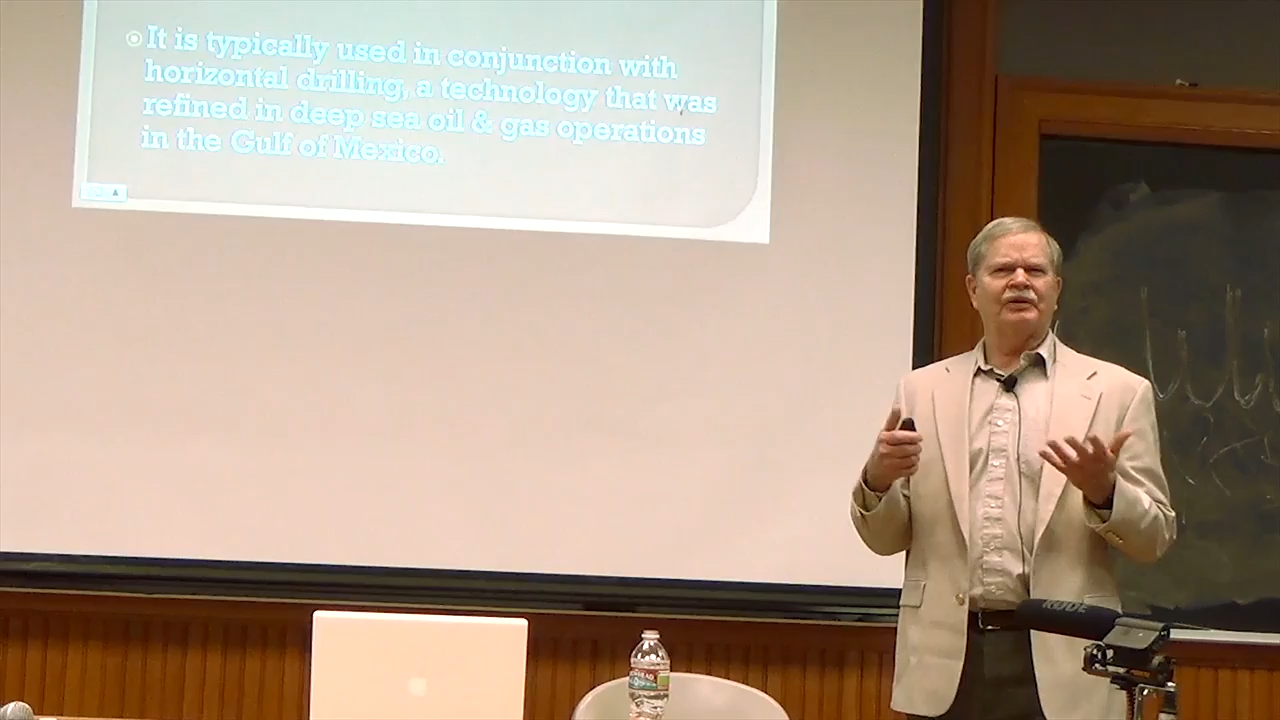 It is typically used in conjunction with
horizontal drilling, a technology that was
refined in deep sea oil & gas operations
in the Gulf of Mexico.
RODE